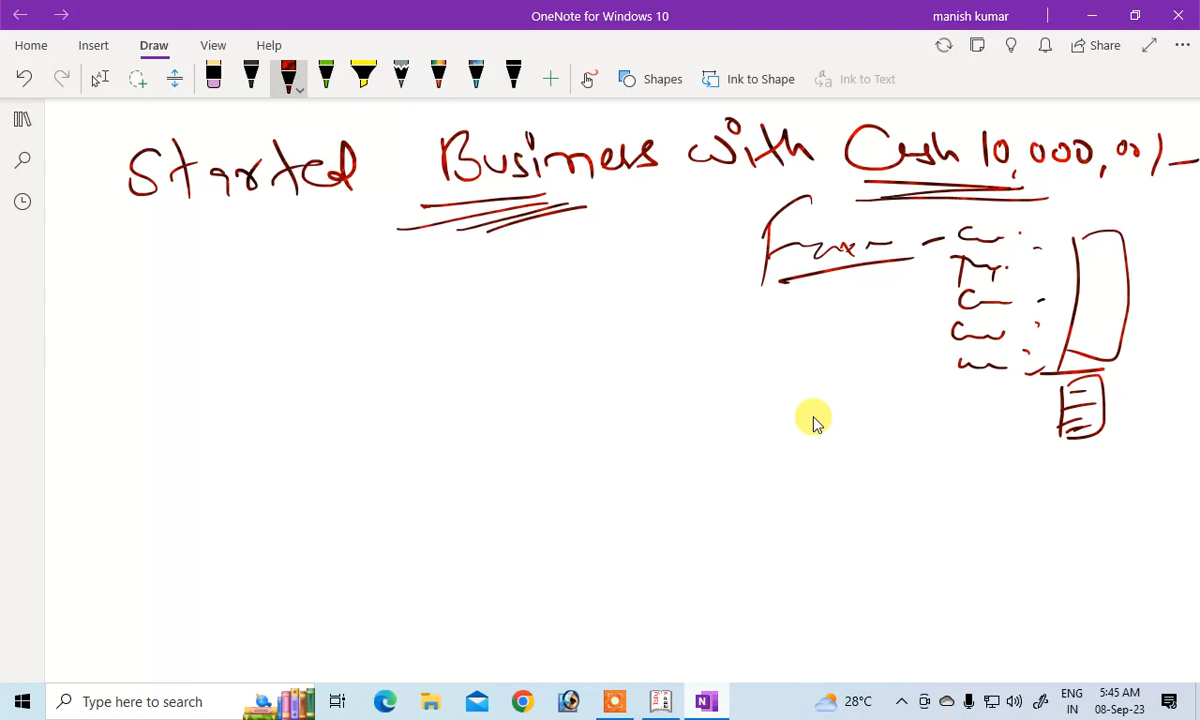 OneNote for Windows 10
manish kumar
Home Insert Draw View Help
Share
Shapes Ink to Shape Ink to Text
Started Business with Cash 10,000,00/-
Type here to search
28°C
ENG
IN
5:45 AM
08-Sep-23